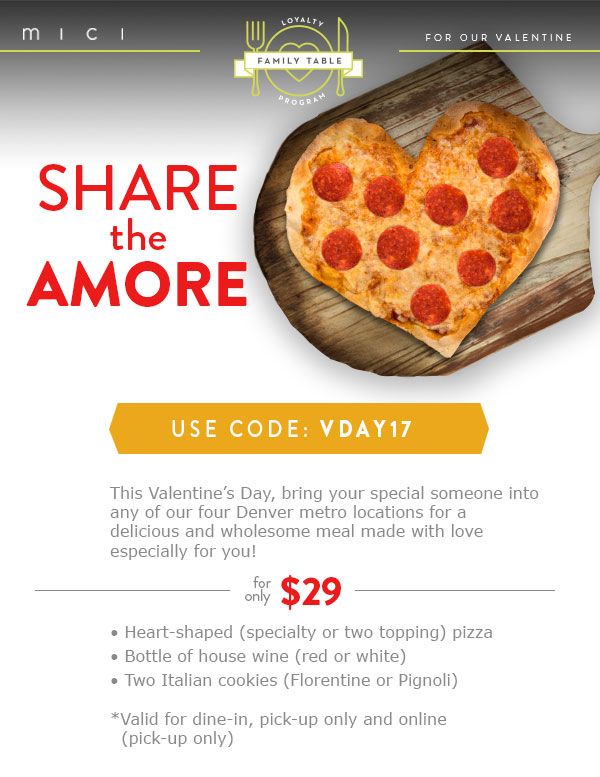 mici
LOYALTY
FAMILY TABLE
PROGRAM
FOR OUR VALENTINE
SHARE
the
AMORE
USE CODE: VDAY17
This Valentine’s Day, bring your special someone into
any of our four Denver metro locations for a
delicious and wholesome meal made with love
especially for you!
for
only $29
• Heart-shaped (specialty or two topping) pizza
• Bottle of house wine (red or white)
• Two Italian cookies (Florentine or Pignoli)
*Valid for dine-in, pick-up only and online
(pick-up only)